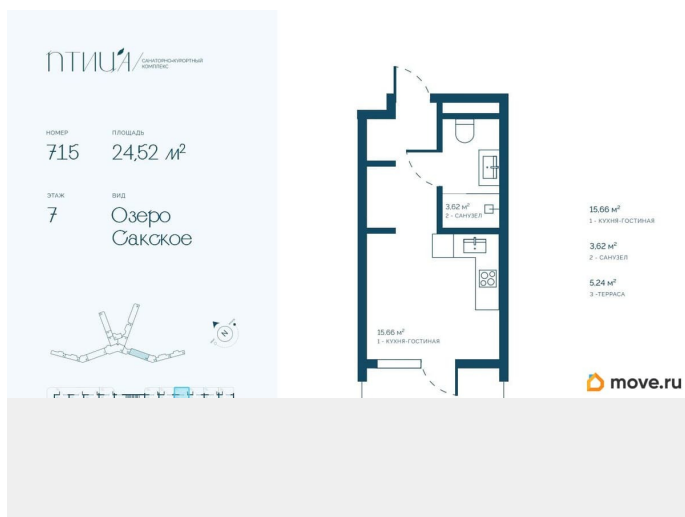 ПТИЦА/
САНАТОРНО-КУРОРТНЫЙ
КОМПЛЕКС
НОМЕР
715
ПЛОЩАДЬ
24,52 м²
ЭТАЖ
7
ВИД
Озеро
Сакское
N
3,62 м²
2 - САНУЗЕЛ
15,66 м²
1 - КУХНЯ-ГОСТИНАЯ
15,66 м²
1 - КУХНЯ-ГОСТИНАЯ
3,62 м²
2 - САНУЗЕЛ
5,24 м²
3 -ТЕРРАСА
move.ru